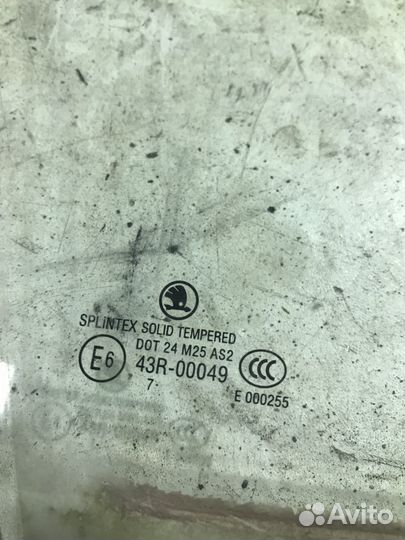 SPLiNTEX SOLID TEMPERED
DOT 24 M25 AS2
E6 43R-00049 CCC
7 E 000255
Avito